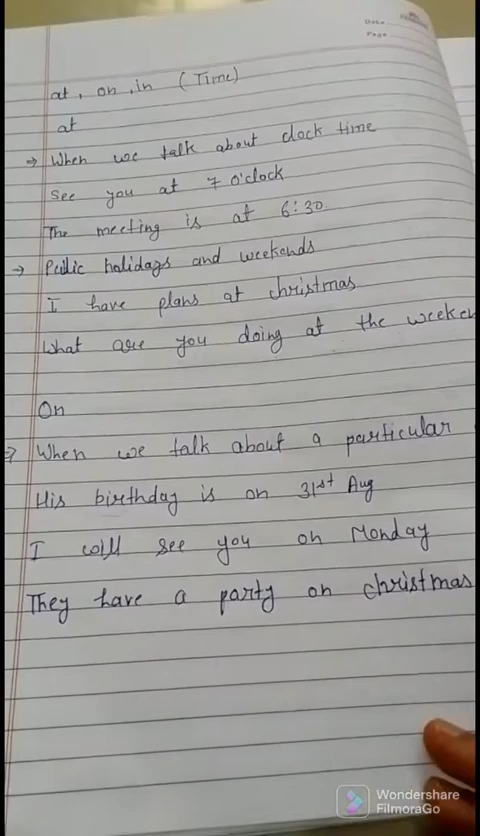 Date
Page
at, on, in (Time)
at
→ When we talk about clock time
See you at 7 o'clock
The meeting is at 6:30
→ Public holidays and weekends
I have plans at christmas
What are you doing at the
On
→ When we talk about a particular
His birthday is on 31st Aug
I will see you on Monday
They have a party on christmas
Wondershare
FilmoraGo